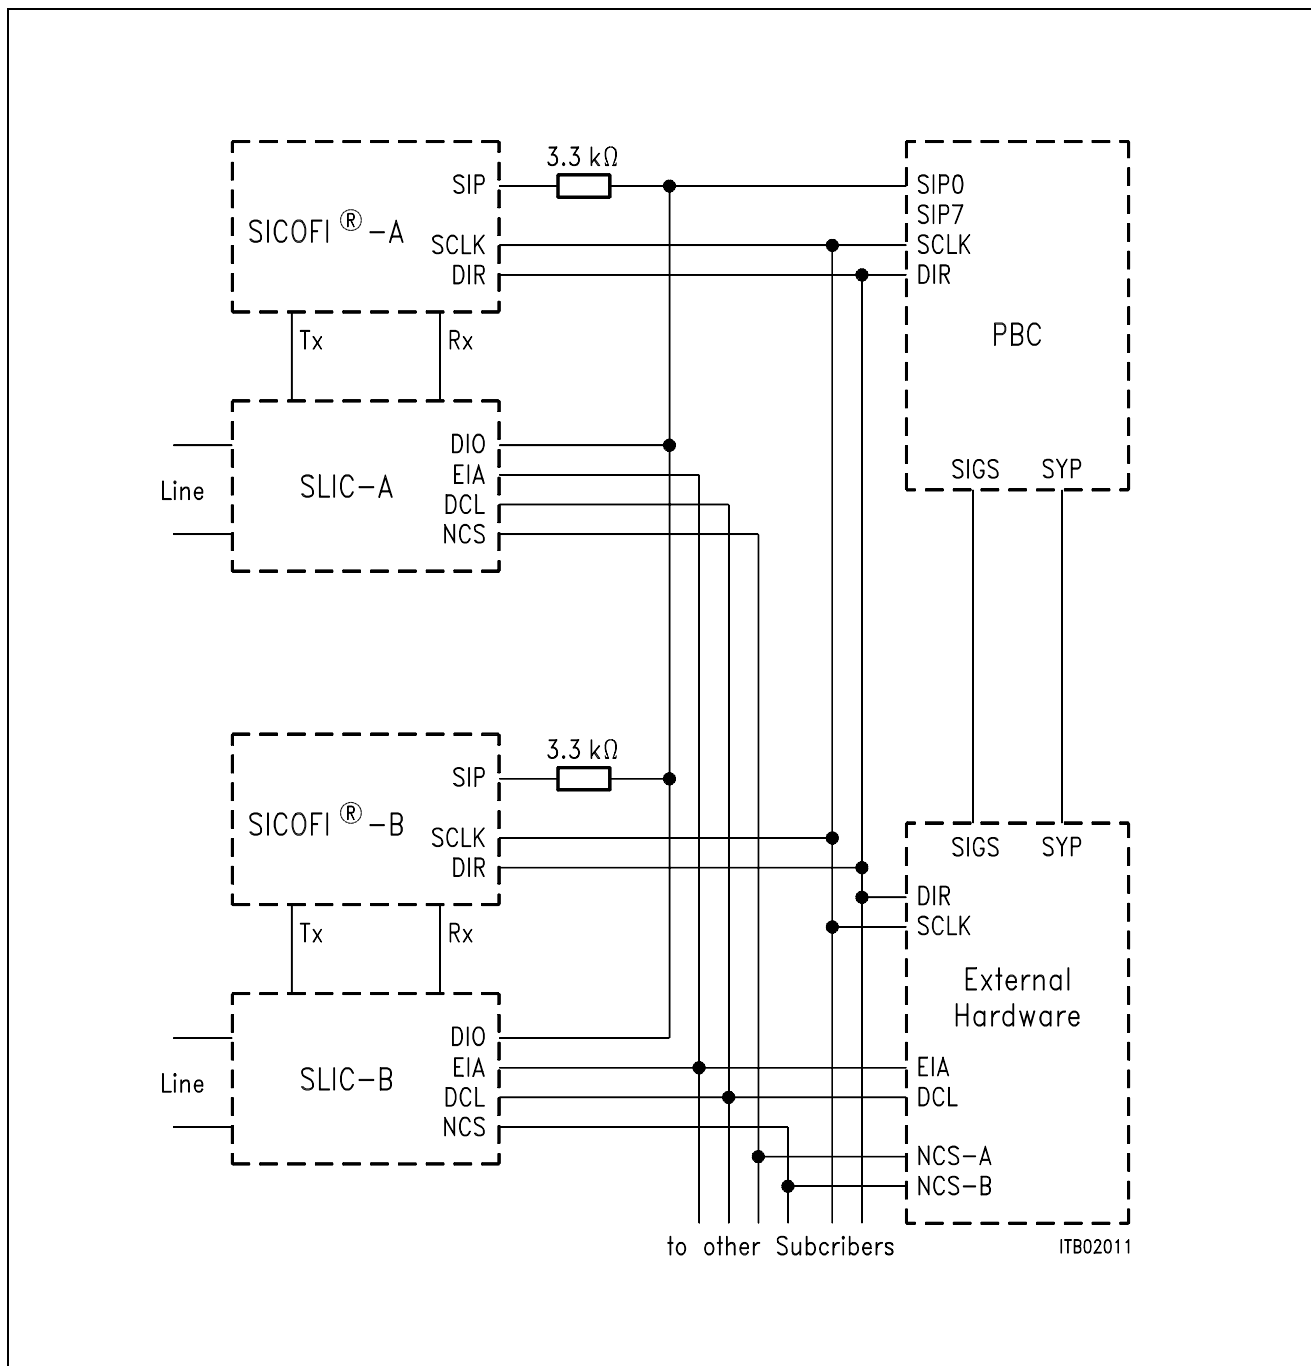 3.3 kΩ
SIP
SICOFI®-A
SCLK
DIR
SIP0
SIP7
SCLK
DIR
PBC
SIGS SYP
Tx Rx
DIO
EIA
DCL
NCS
SLIC-A
Line
3.3 kΩ
SIP
SICOFI®-B
SCLK
DIR
Tx Rx
DIO
EIA
DCL
NCS
SLIC-B
Line
SIGS SYP
DIR
SCLK
External
Hardware
EIA
DCL
NCS-A
NCS-B
to other Subcribers
ITB02011